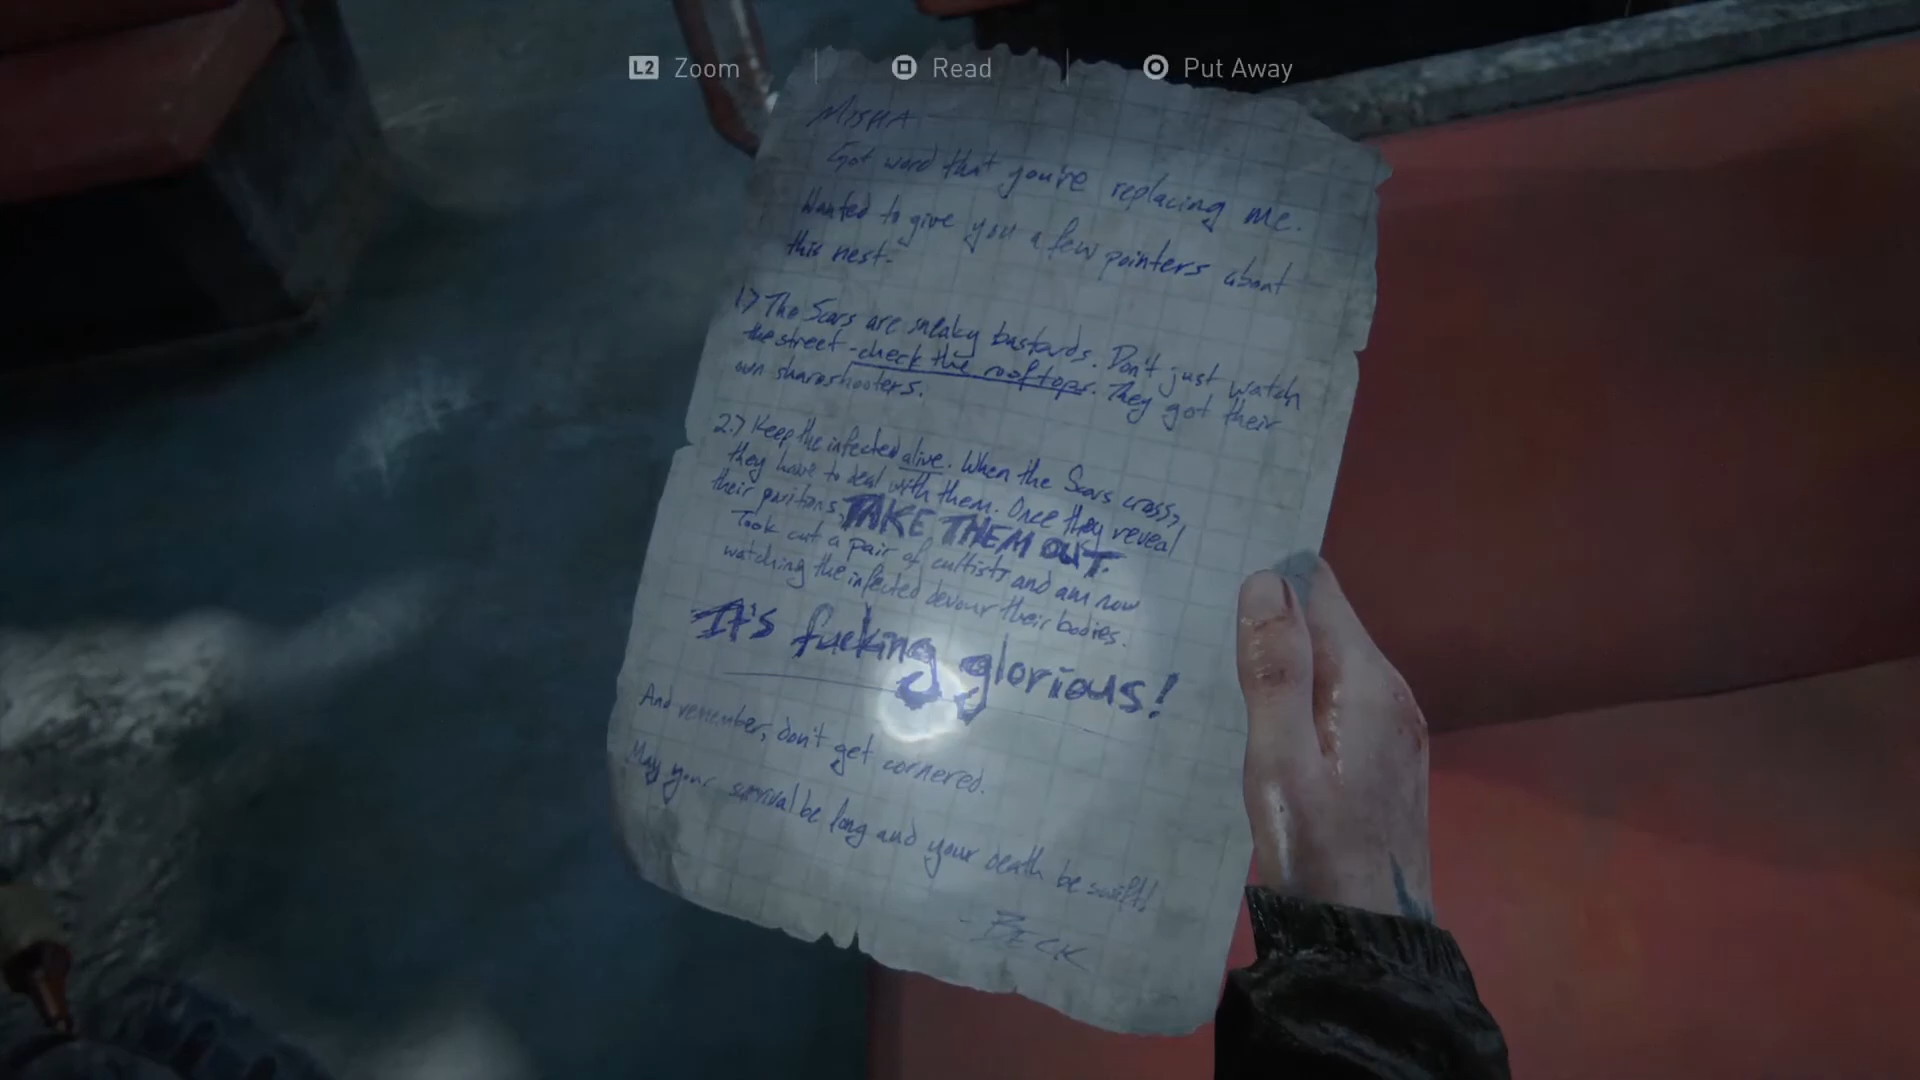 L2 Zoom Read Put Away
MISHA
Got word that you're replacing me.
Wanted to give you a few pointers about
this nest.
1.) The Scars are sneaky bastards. Don't just watch
the street - check the rooftops. They got their
own sharpshooters.
2.) Keep the infected alive. When the Scars cross,
they have to deal with them. Once they reveal
their positions, TAKE THEM OUT.
Took out a pair of cultists and am now
watching the infected devour their bodies.
It's fucking glorious!
And remember, don't get cornered.
May your survival be long and your death be swift!
- BECK